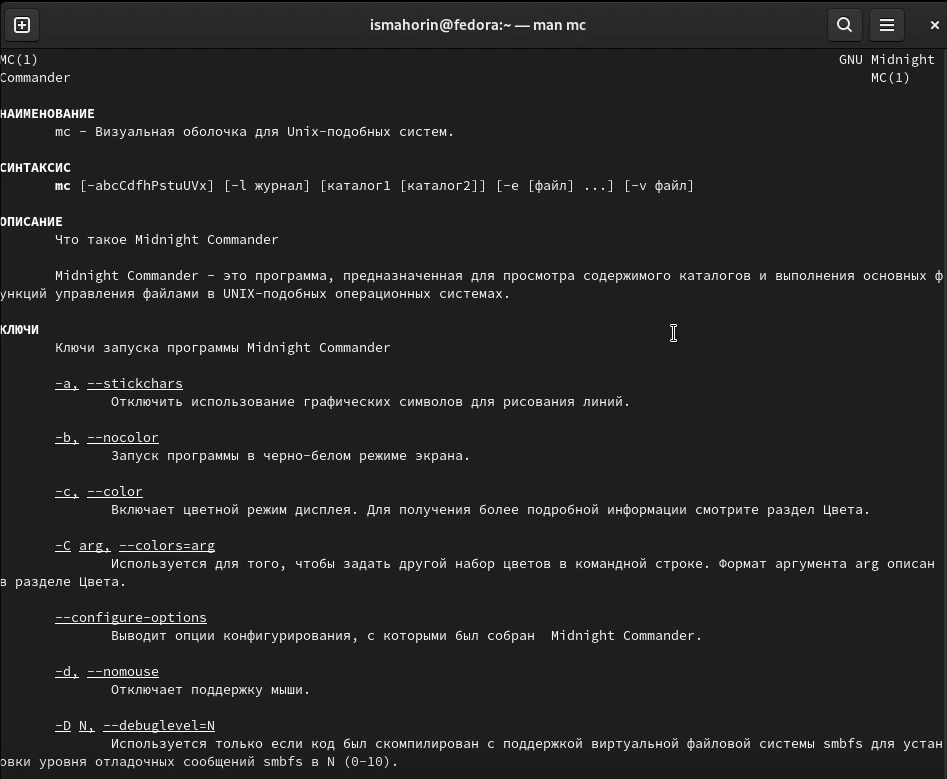 ismahorin@fedora:~ — man mc
MC(1) GNU Midnight
Commander MC(1)
НАИМЕНОВАНИЕ
mc - Визуальная оболочка для Unix-подобных систем.
СИНТАКСИС
mc [-abcCdfhPstuUVx] [-l журнал] [каталог1 [каталог2]] [-e [файл] ...] [-v файл]
ОПИСАНИЕ
Что такое Midnight Commander
Midnight Commander - это программа, предназначенная для просмотра содержимого каталогов и выполнения основных ф
ункций управления файлами в UNIX-подобных операционных системах.
КЛЮЧИ
Ключи запуска программы Midnight Commander
-a, --stickchars
Отключить использование графических символов для рисования линий.
-b, --nocolor
Запуск программы в черно-белом режиме экрана.
-c, --color
Включает цветной режим дисплея. Для получения более подробной информации смотрите раздел Цвета.
-C arg, --colors=arg
Используется для того, чтобы задать другой набор цветов в командной строке. Формат аргумента arg описан
в разделе Цвета.
--configure-options
Выводит опции конфигурирования, с которыми был собран  Midnight Commander.
-d, --nomouse
Отключает поддержку мыши.
-D N, --debuglevel=N
Используется только если код был скомпилирован с поддержкой виртуальной файловой системы smbfs для устан
овки уровня отладочных сообщений smbfs в N (0-10).